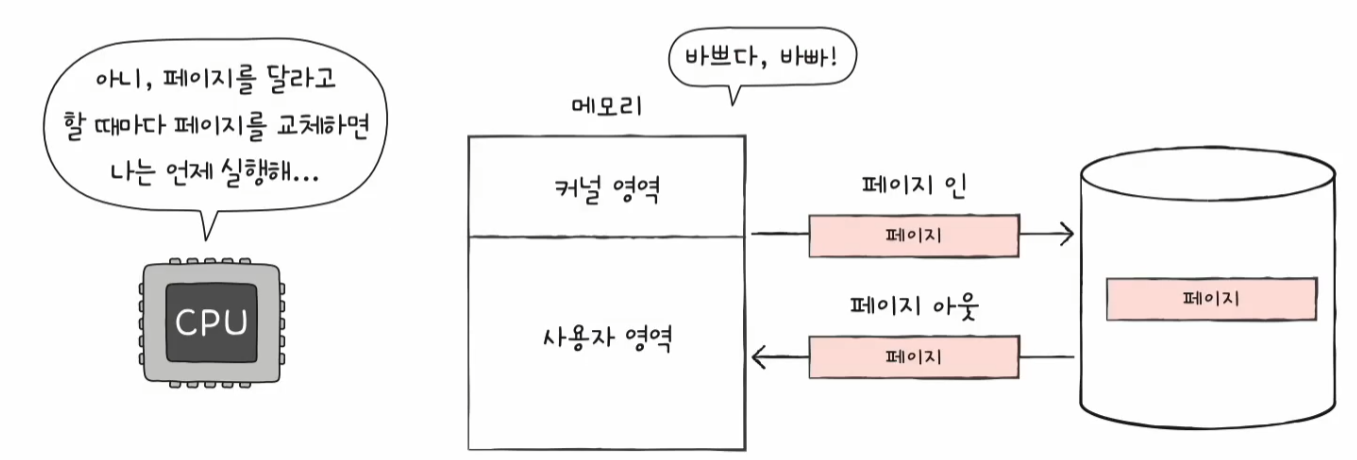 아니, 페이지를 달라고
할 때마다 페이지를 교체하면
나는 언제 실행해...
CPU
바쁘다, 바빠!
메모리
커널 영역
사용자 영역
페이지 인
페이지
페이지 아웃
페이지
페이지